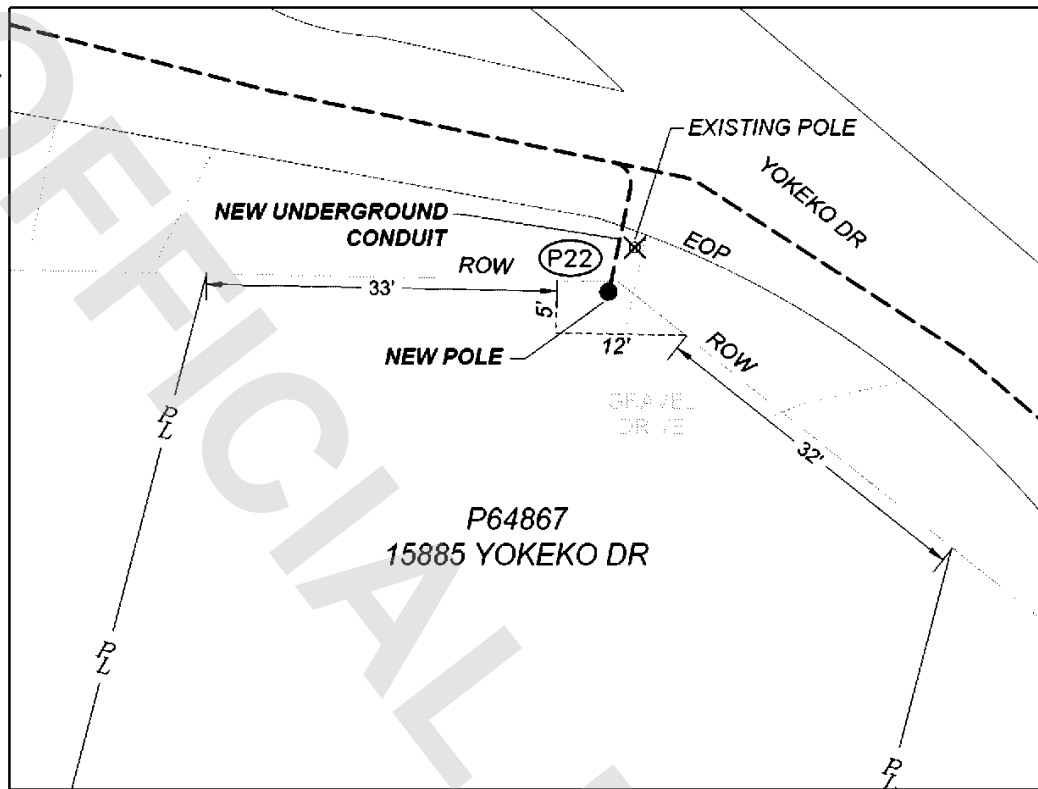 EXISTING POLE
YOKEKO DR
NEW UNDERGROUND
CONDUIT
EOP
P22
ROW
33'
5'
12'
NEW POLE
ROW
GRAVEL
DRIVE
32'
PL
P64867
15885 YOKEKO DR
PL
PL
OFFICIAL